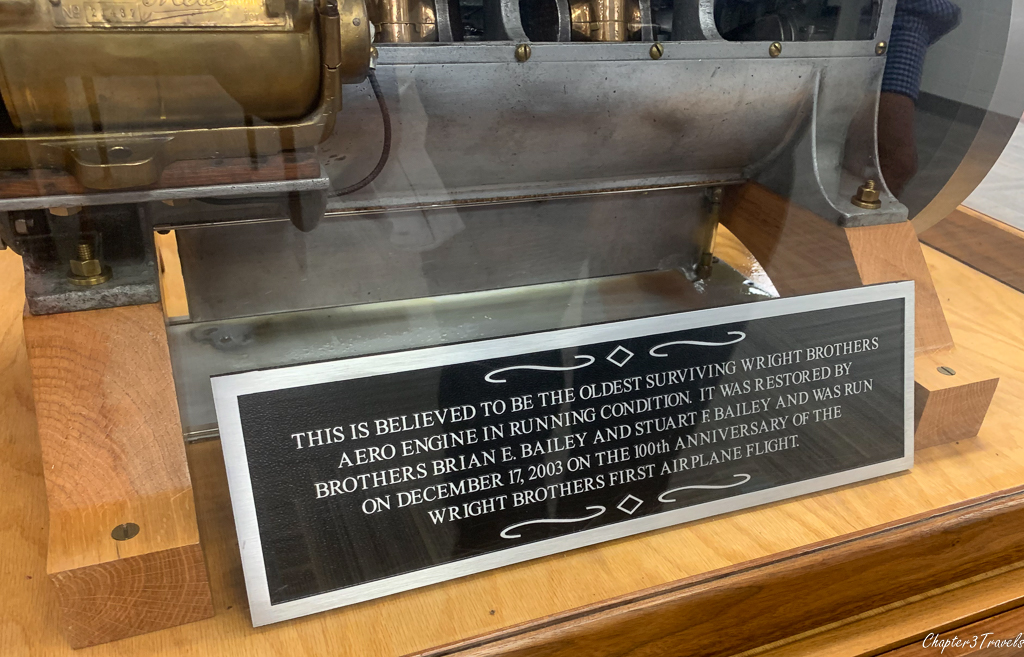 THIS IS BELIEVED TO BE THE OLDEST SURVIVING WRIGHT BROTHERS
AERO ENGINE IN RUNNING CONDITION. IT WAS RESTORED BY
BROTHERS BRIAN E. BAILEY AND STUART F. BAILEY AND WAS RUN
ON DECEMBER 17, 2003 ON THE 100th ANNIVERSARY OF THE
WRIGHT BROTHERS FIRST AIRPLANE FLIGHT.
Chapter3Travels